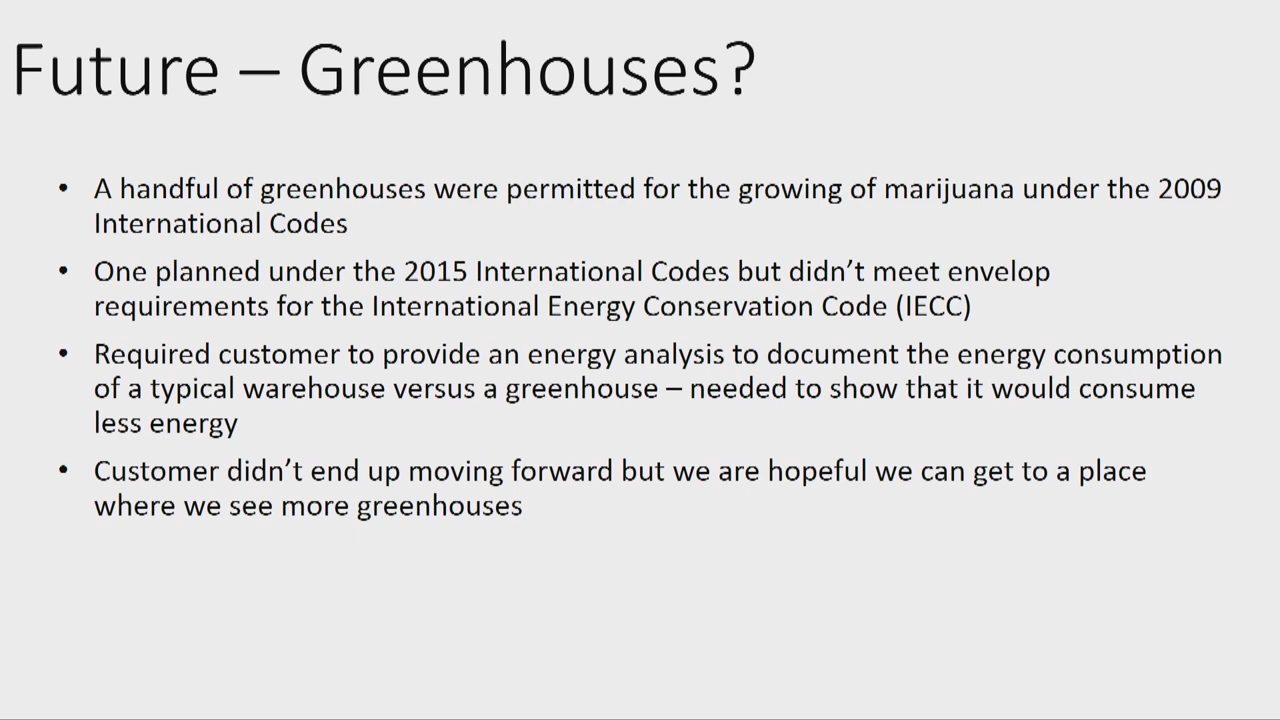 Future – Greenhouses?
• A handful of greenhouses were permitted for the growing of marijuana under the 2009
International Codes
• One planned under the 2015 International Codes but didn’t meet envelop
requirements for the International Energy Conservation Code (IECC)
• Required customer to provide an energy analysis to document the energy consumption
of a typical warehouse versus a greenhouse – needed to show that it would consume
less energy
• Customer didn’t end up moving forward but we are hopeful we can get to a place
where we see more greenhouses